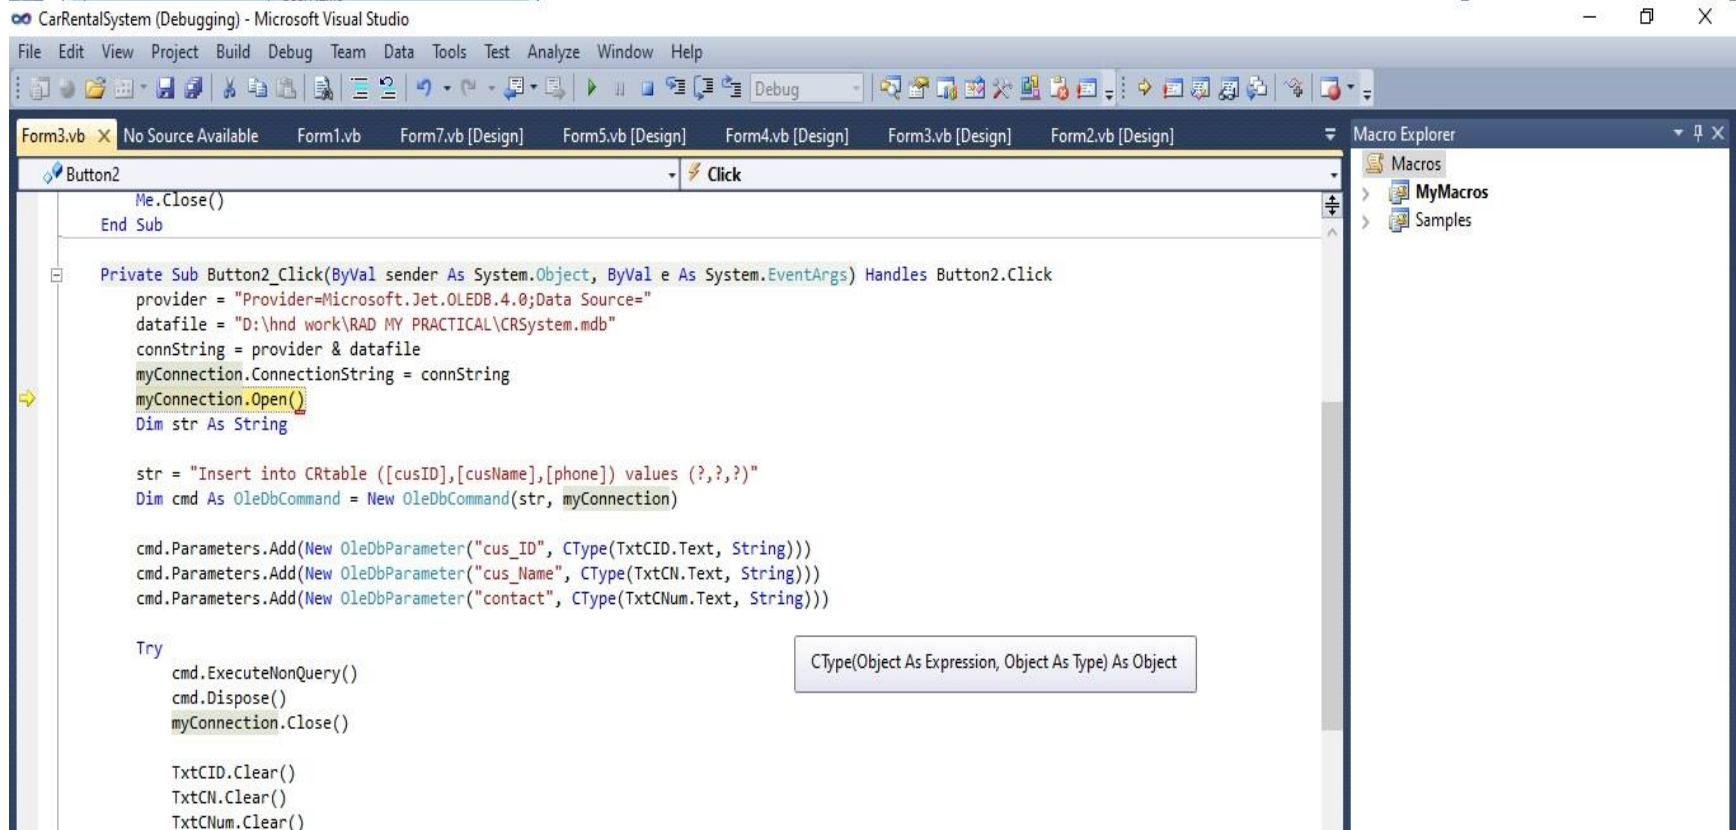 CarRentalSystem (Debugging) - Microsoft Visual Studio
File Edit View Project Build Debug Team Data Tools Test Analyze Window Help
Debug
Form3.vb No Source Available Form1.vb Form7.vb [Design] Form5.vb [Design] Form4.vb [Design] Form3.vb [Design] Form2.vb [Design]
Macro Explorer
Button2
Click
Macros
MyMacros
Samples
Me.Close()
End Sub
Private Sub Button2_Click(ByVal sender As System.Object, ByVal e As System.EventArgs) Handles Button2.Click
provider = "Provider=Microsoft.Jet.OLEDB.4.0;Data Source="
datafile = "D:\hnd work\RAD MY PRACTICAL\CRSystem.mdb"
connString = provider & datafile
myConnection.ConnectionString = connString
myConnection.Open()
Dim str As String
str = "Insert into CRtable ([cusID],[cusName],[phone]) values (?,?,?)"
Dim cmd As OleDbCommand = New OleDbCommand(str, myConnection)
cmd.Parameters.Add(New OleDbParameter("cus_ID", CType(TxtCID.Text, String)))
cmd.Parameters.Add(New OleDbParameter("cus_Name", CType(TxtCN.Text, String)))
cmd.Parameters.Add(New OleDbParameter("contact", CType(TxtCNum.Text, String)))
Try
CType(Object As Expression, Object As Type) As Object
cmd.ExecuteNonQuery()
cmd.Dispose()
myConnection.Close()
TxtCID.Clear()
TxtCN.Clear()
TxtCNum.Clear()